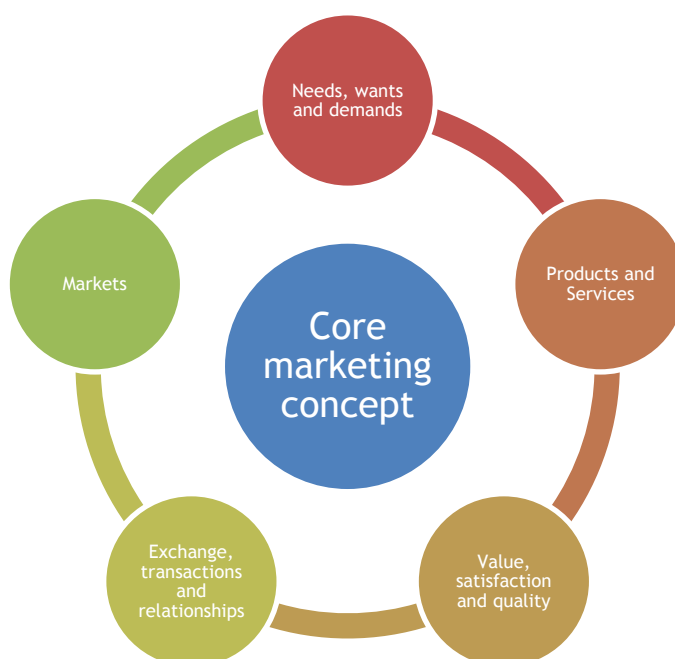 Needs, wants
and demands
Products and
Services
Value,
satisfaction
and quality
Exchange,
transactions
and
relationships
Markets
Core
marketing
concept